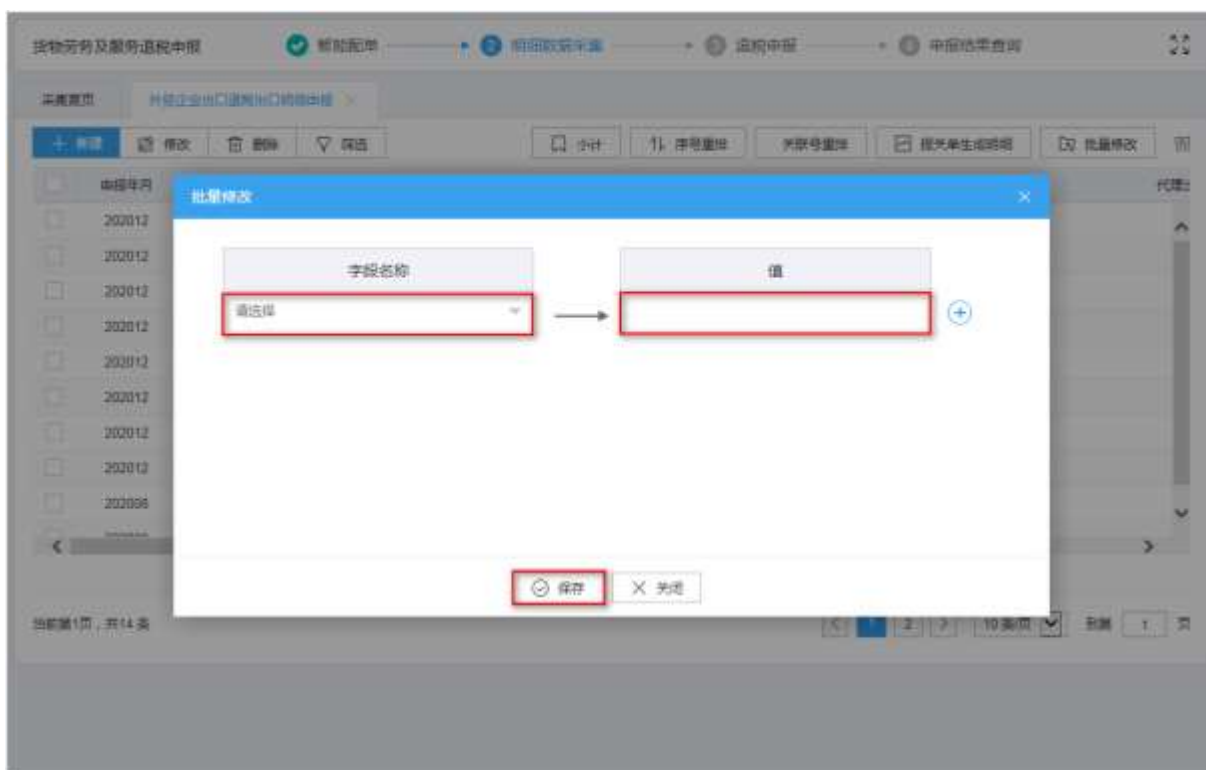 货物劳务及服务退税申报 智能配单 2 明细数据采集 3 退税申报 4 申报结果查询
采集首页 外贸企业出口退税出口明细申报 ×
+ 新建 修改 删除 筛选 小计 序号重排 关联号重排 报关单生成明细 批量修改
申报年月 代理出
批量修改 ×
202012
202012
字段名称 值
202012
请选择
202012
202012
202012
202012
202012
202006
保存 关闭
当前第1页，共14条 < 1 2 > 10条/页 到第 1 页